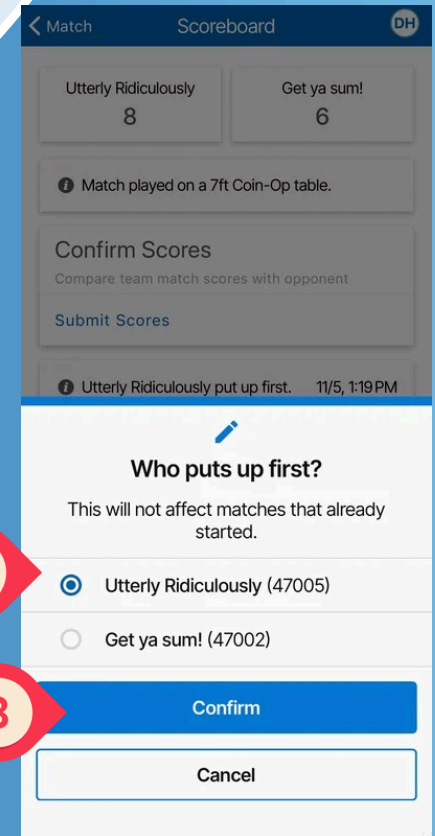 Match Scoreboard DH
Utterly Ridiculously Get ya sum!
8 6
Match played on a 7ft Coin-Op table.
Confirm Scores
Compare team match scores with opponent
Submit Scores
Utterly Ridiculously put up first. 11/5, 1:19 PM
Who puts up first?
This will not affect matches that already
started.
Utterly Ridiculously (47005)
Get ya sum! (47002)
Confirm
Cancel